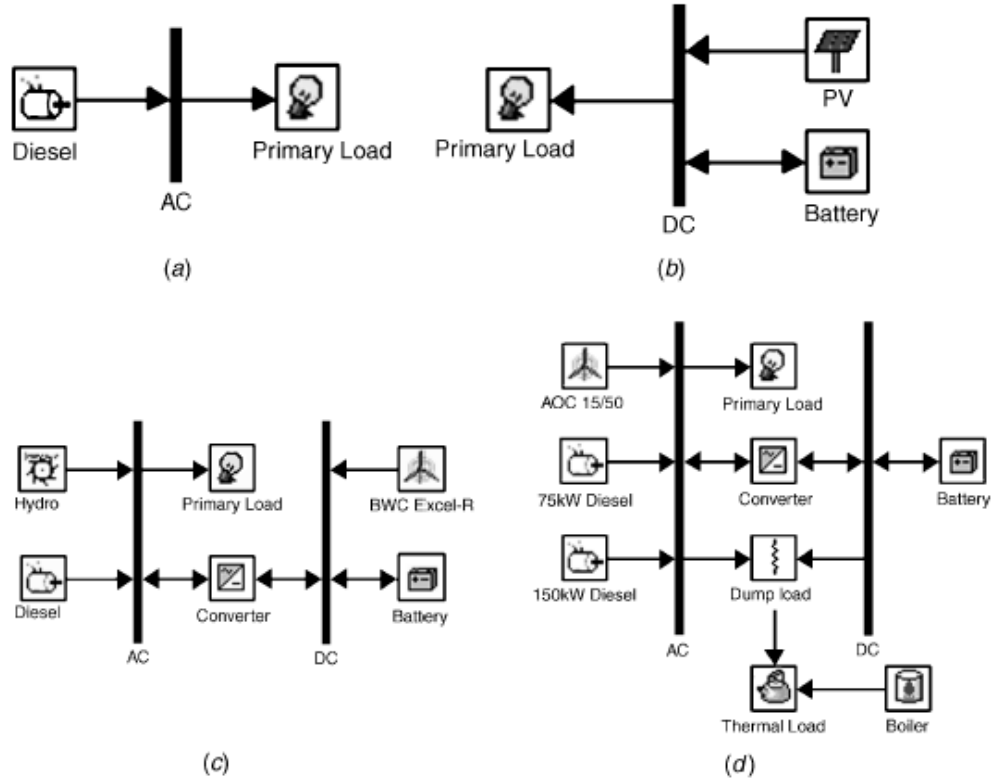 Diesel
AC
Primary Load
(a)
Primary Load
DC
PV
Battery
(b)
Hydro
Primary Load
BWC Excel-R
Diesel
Converter
Battery
AC
DC
(c)
AOC 15/50
Primary Load
75kW Diesel
Converter
Battery
150kW Diesel
Dump load
AC
DC
Thermal Load
Boiler
(d)